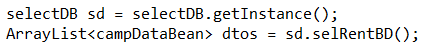 selectDB sd = selectDB.getInstance();
ArrayList<campDataBean> dtos = sd.selRentBD();